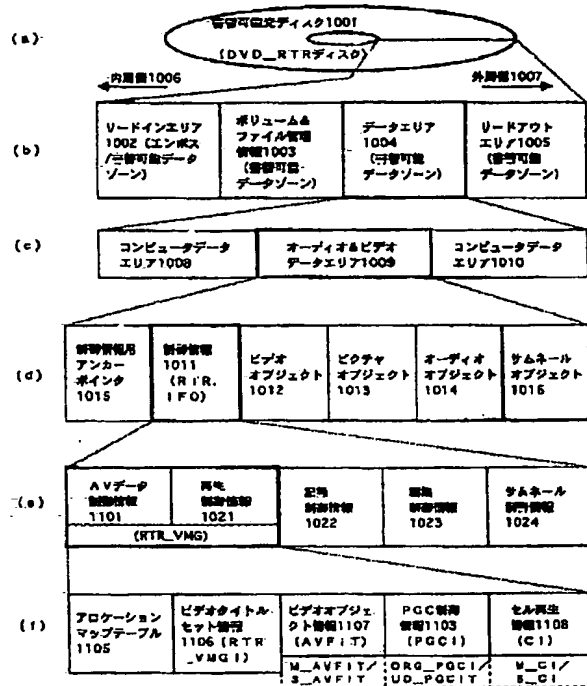 (a)
書替可能光ディスク1001
(DVD_RTRディスク)
内周側1006
外周側1007
(b)
リードインエリア
1002 (エンボス
/書替可能データ
ゾーン)
ボリューム&
ファイル管理
情報1003
(書替可能
データゾーン)
データエリア
1004
(書替可能
データゾーン)
リードアウト
エリア1005
(書替可能
データゾーン)
(c)
コンピュータデータ
エリア1008
オーディオ&ビデオ
データエリア1009
コンピュータデータ
エリア1010
(d)
制御情報用
アンカー
ポインタ
1015
制御情報
1011
(RTR.
IFO)
ビデオ
オブジェクト
1012
ピクチャ
オブジェクト
1013
オーディオ
オブジェクト
1014
サムネール
オブジェクト
1016
(e)
AVデータ
制御情報
1101
再生
制御情報
1021
(RTR_VMG)
記録
制御情報
1022
編集
制御情報
1023
サムネール
制御情報
1024
(f)
アロケーション
マップテーブル
1105
ビデオタイトル
セット情報
1106 (RTR_
VMGI)
ビデオオブジェ
クト情報1107
(AVFIT)
M_AVFIT/
S_AVFIT
PGC制御
情報1103
(PGCI)
ORG_PGCI/
UD_PGCIT
セル再生
情報1108
(CI)
M_CI/
S_CI